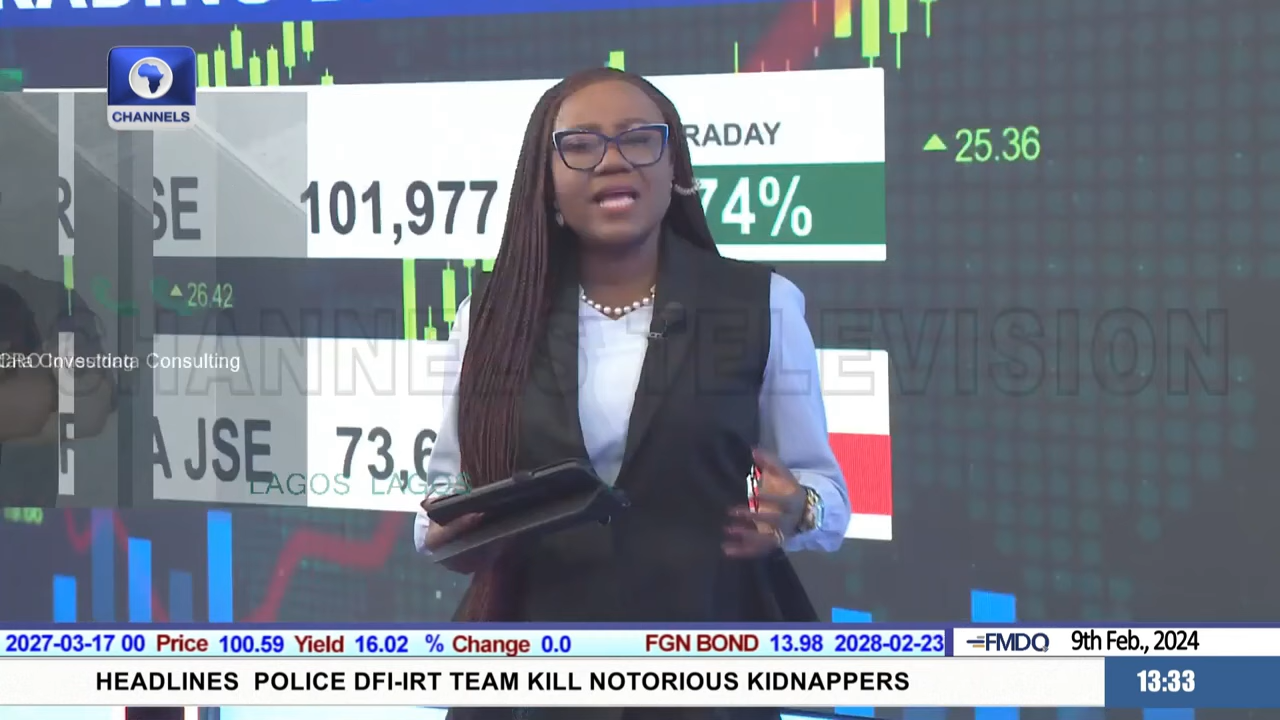 CHANNELS
RADAY
▲ 25.36
SE 101,977 74%
▲ 26.42
CHANNELS TELEVISION
Investing
Consulting
A JSE 73,6
LAGOS LAGOS
2027-03-17 00 Price 100.59 Yield 16.02 % Change 0.0 FGN BOND 13.98 2028-02-23
FMDQ 9th Feb., 2024
HEADLINES POLICE DFI-IRT TEAM KILL NOTORIOUS KIDNAPPERS
13:33